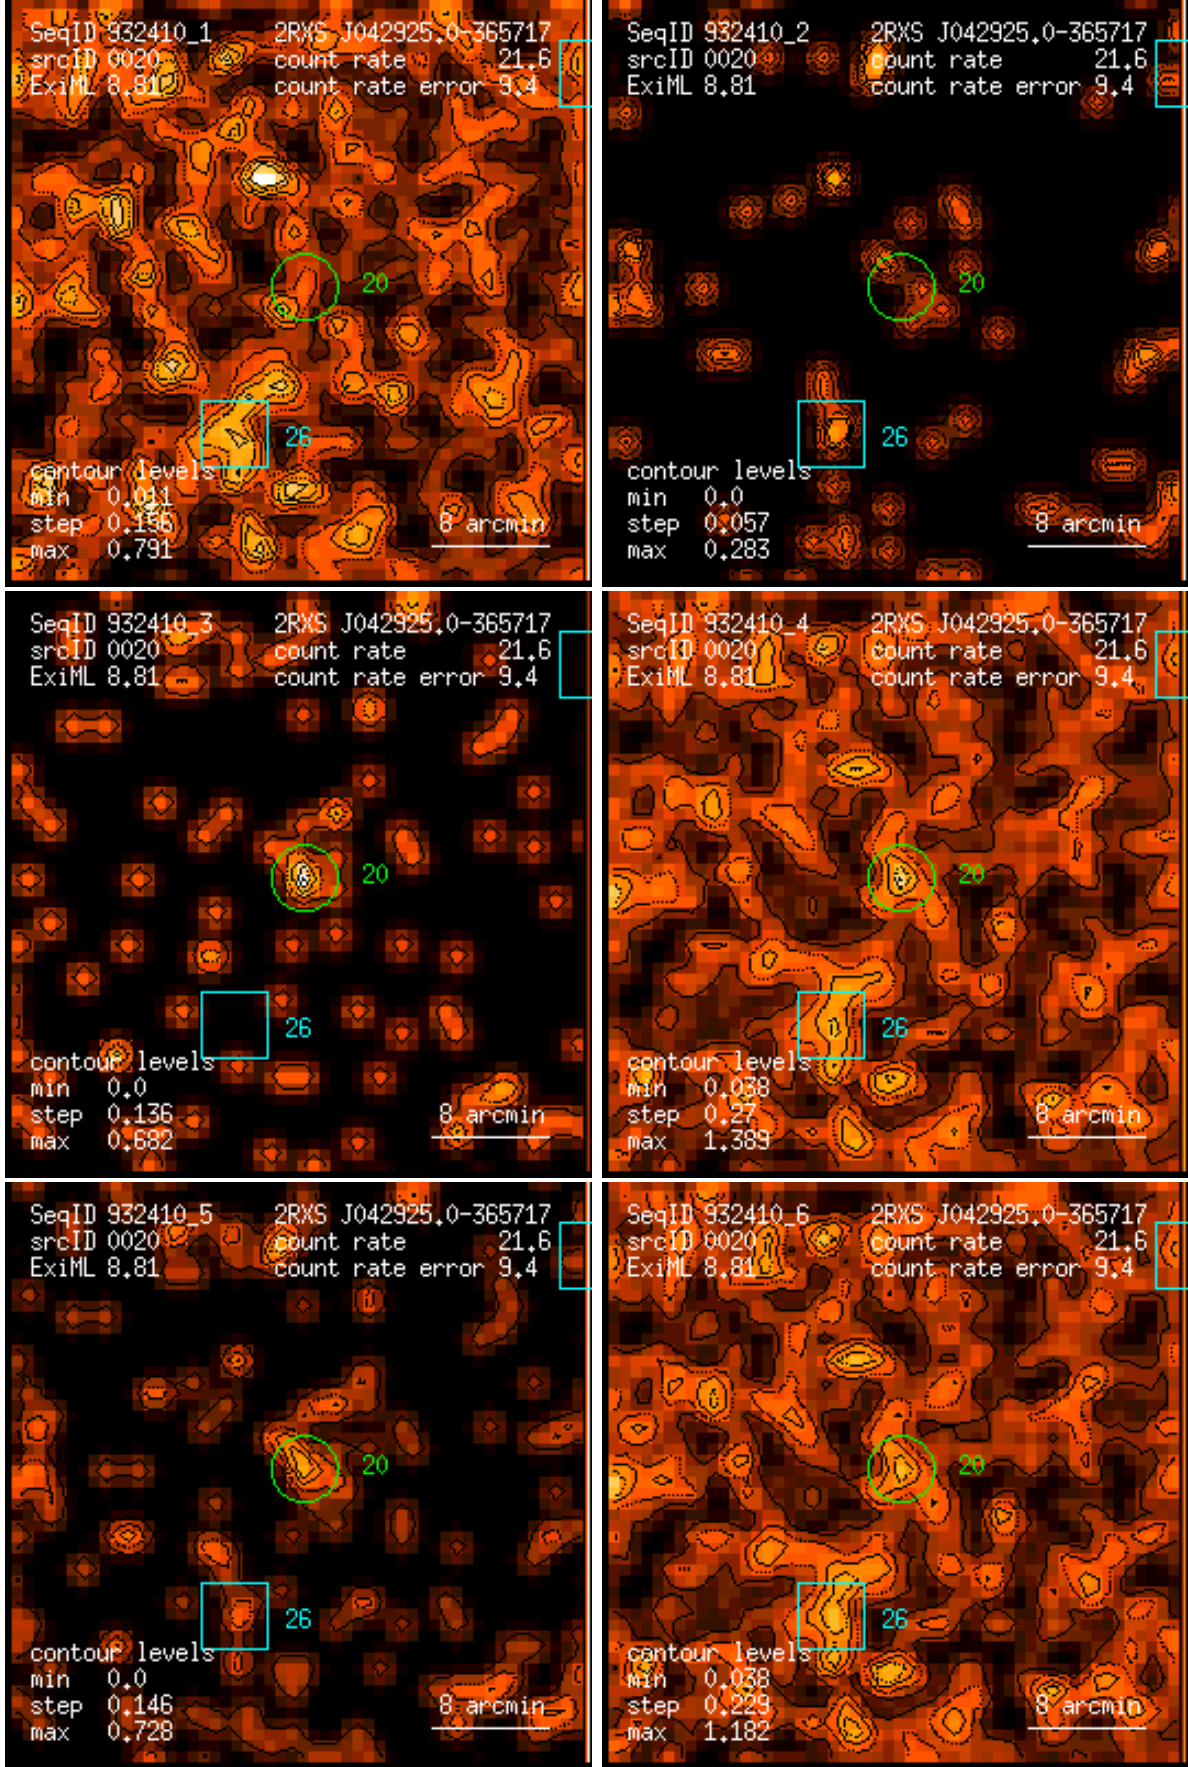 SeqID 932410_1 2RXS J042925.0-365717
srcID 0020 count rate 21.6
ExiML 8.81 count rate error 9.4
20
26
contour levels
min 0.011
step 0.156
max 0.791
8 arcmin
SeqID 932410_2 2RXS J042925.0-365717
srcID 0020 count rate 21.6
ExiML 8.81 count rate error 9.4
20
26
contour levels
min 0.0
step 0.057
max 0.283
8 arcmin
SeqID 932410_3 2RXS J042925.0-365717
srcID 0020 count rate 21.6
ExiML 8.81 count rate error 9.4
20
26
contour levels
min 0.0
step 0.136
max 0.682
8 arcmin
SeqID 932410_4 2RXS J042925.0-365717
srcID 0020 count rate 21.6
ExiML 8.81 count rate error 9.4
20
26
contour levels
min 0.038
step 0.27
max 1.389
8 arcmin
SeqID 932410_5 2RXS J042925.0-365717
srcID 0020 count rate 21.6
ExiML 8.81 count rate error 9.4
20
26
contour levels
min 0.0
step 0.146
max 0.728
8 arcmin
SeqID 932410_6 2RXS J042925.0-365717
srcID 0020 count rate 21.6
ExiML 8.81 count rate error 9.4
20
26
contour levels
min 0.038
step 0.229
max 1.182
8 arcmin